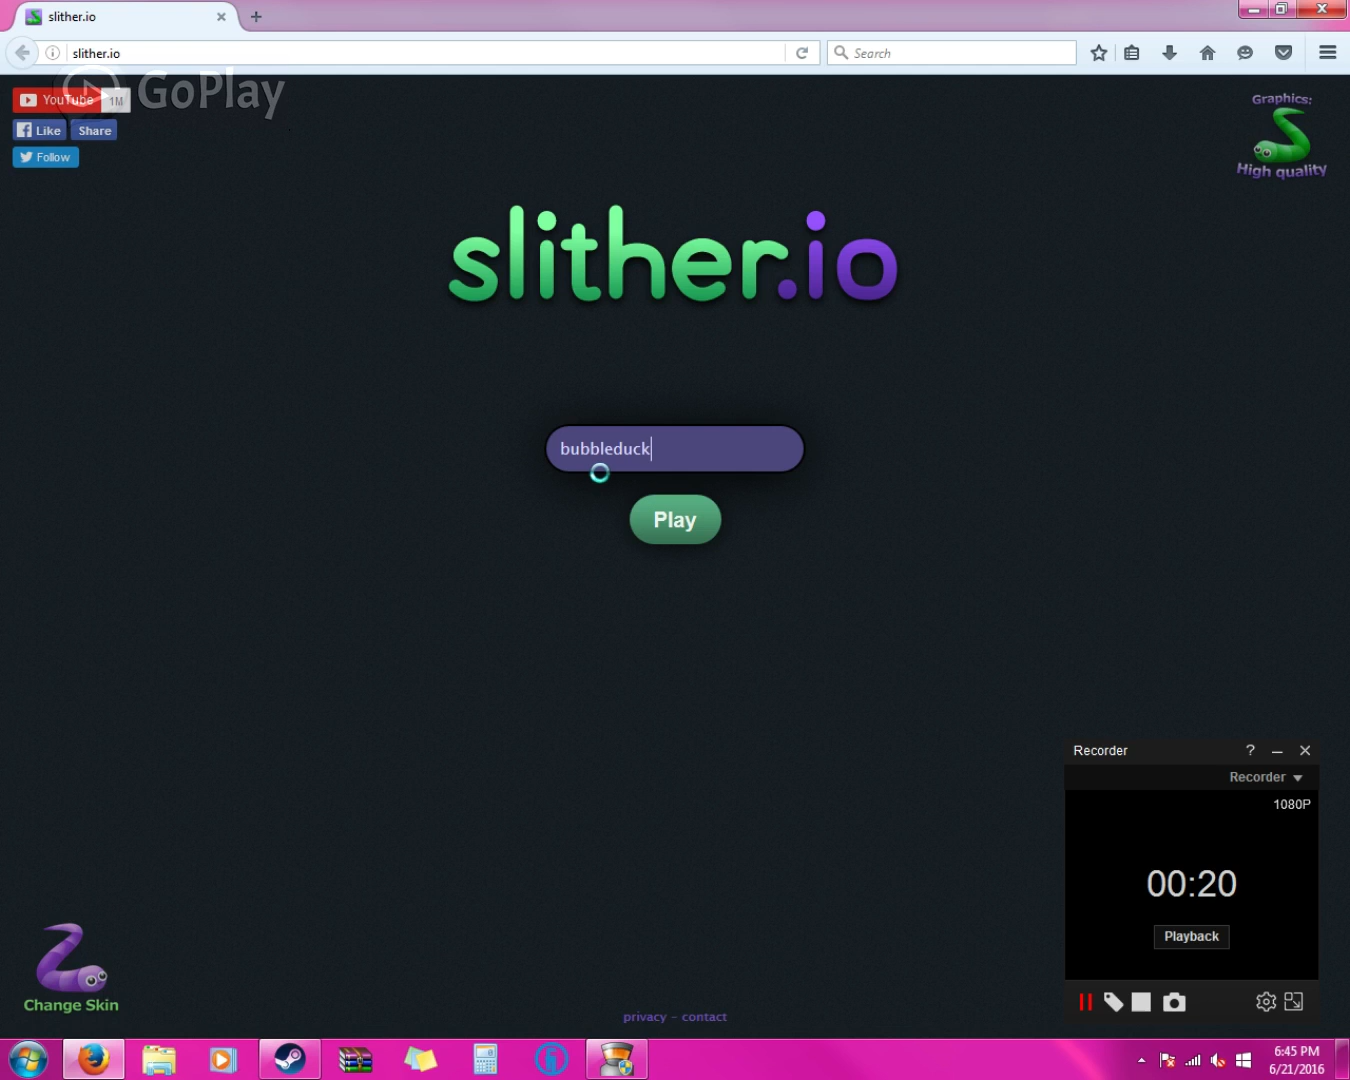 slither.io
slither.io
Search
GoPlay
YouTube 1M
Like Share
Follow
Graphics:
High quality
slither.io
bubbleduck
Play
Recorder ?
Recorder
1080P
00:20
Playback
Change Skin
privacy - contact
6:45 PM
6/21/2016